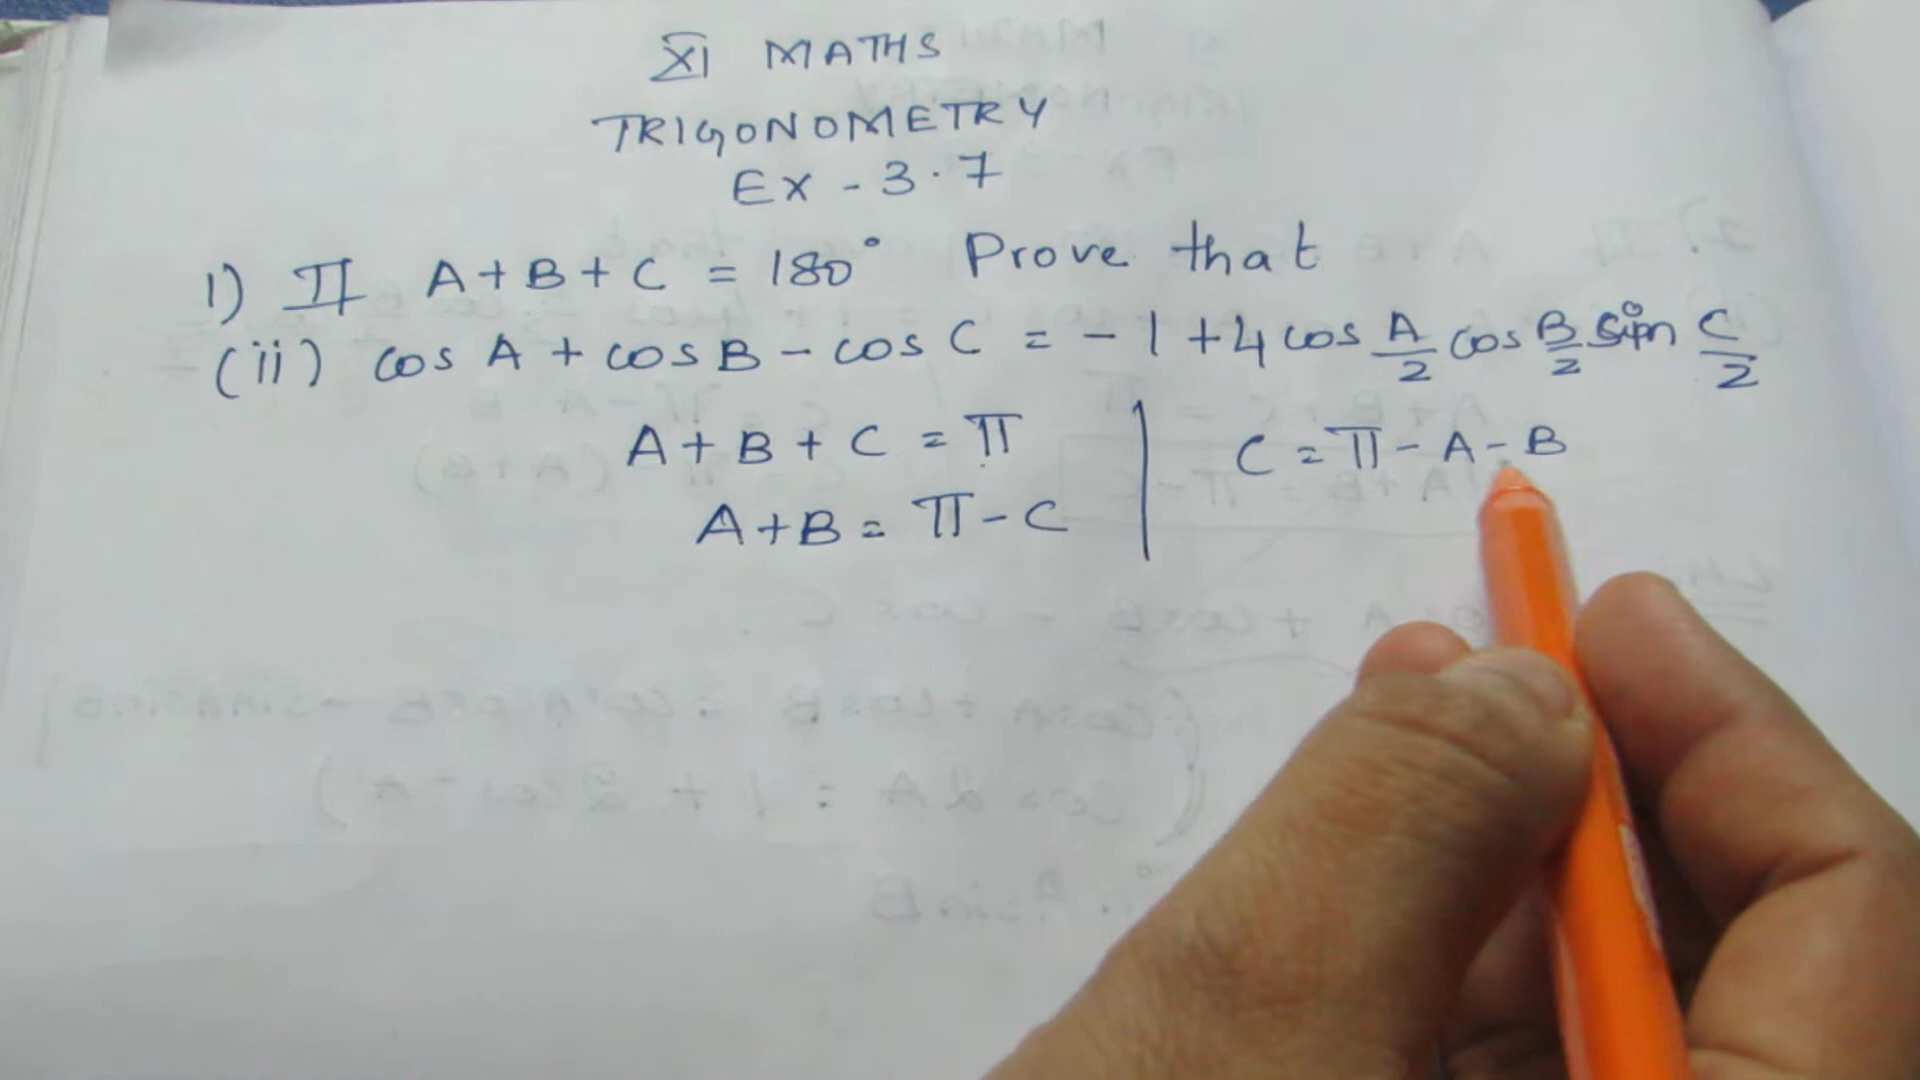 XI MATHS
TRIGONOMETRY
EX - 3.7
1) If A + B + C = 180° Prove that
(ii) cos A + cos B - cos C = - 1 + 4 cos A/2 cos B/2 sin C/2
A + B + C = π
A + B = π - C
C = π - A - B